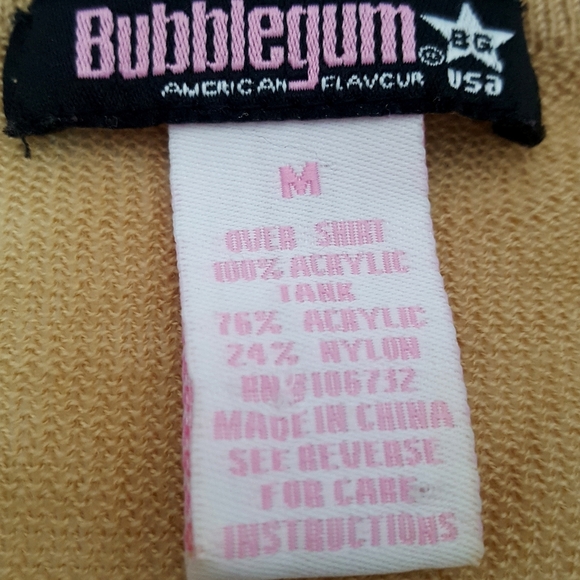 Bubblegum ® BG
AMERICAN FLAVOUR USA
M
OVER SHIRT
100% ACRYLIC
TANK
76% ACRYLIC
24% NYLON
RN#106732
MADE IN CHINA
SEE REVERSE
FOR CARE
INSTRUCTIONS